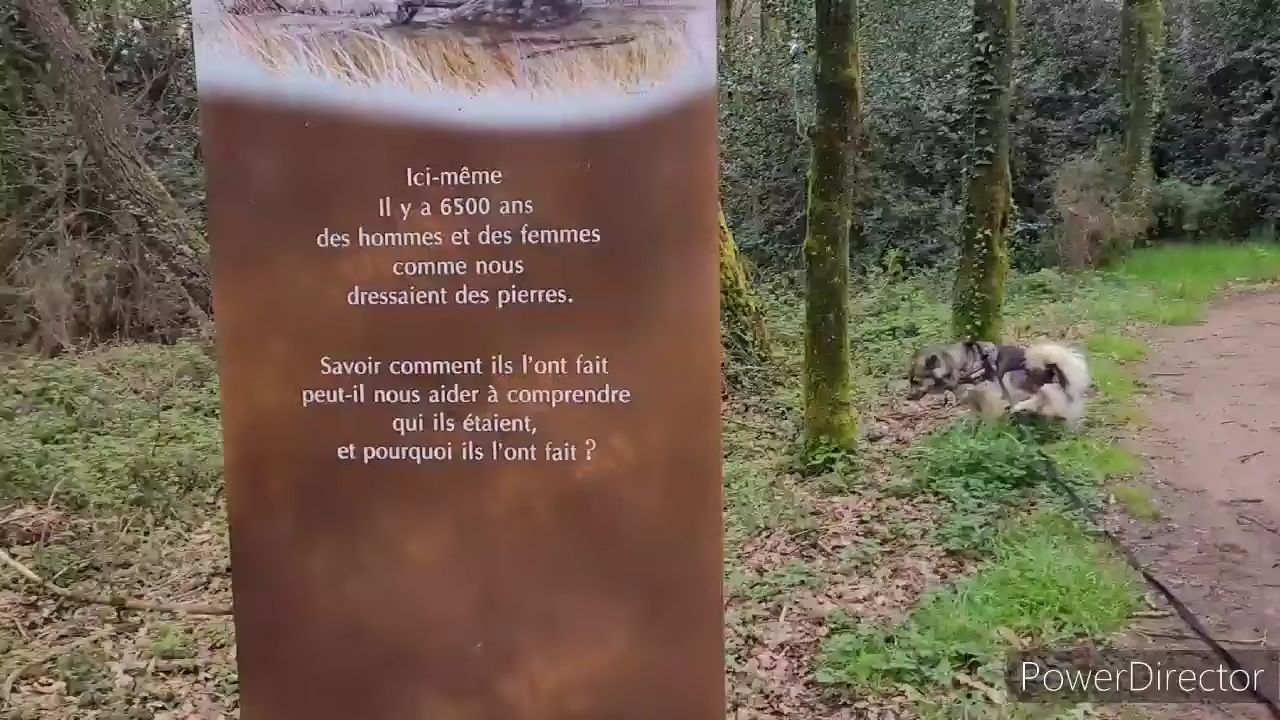 Ici-même
Il y a 6500 ans
des hommes et des femmes
comme nous
dressaient des pierres.
Savoir comment ils l'ont fait
peut-il nous aider à comprendre
qui ils étaient,
et pourquoi ils l'ont fait ?
PowerDirector